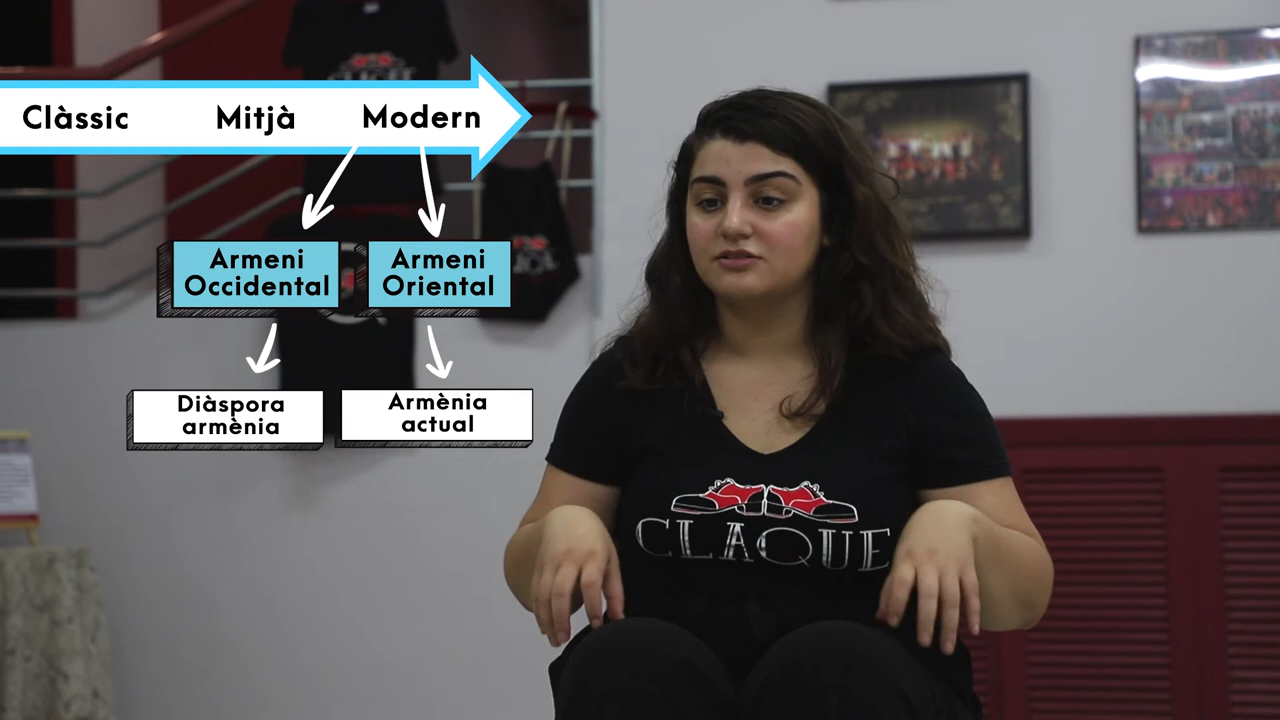 Clàssic Mitjà Modern
Armeni
Occidental
Armeni
Oriental
Diàspora
armènia
Armènia
actual
CLAQUE